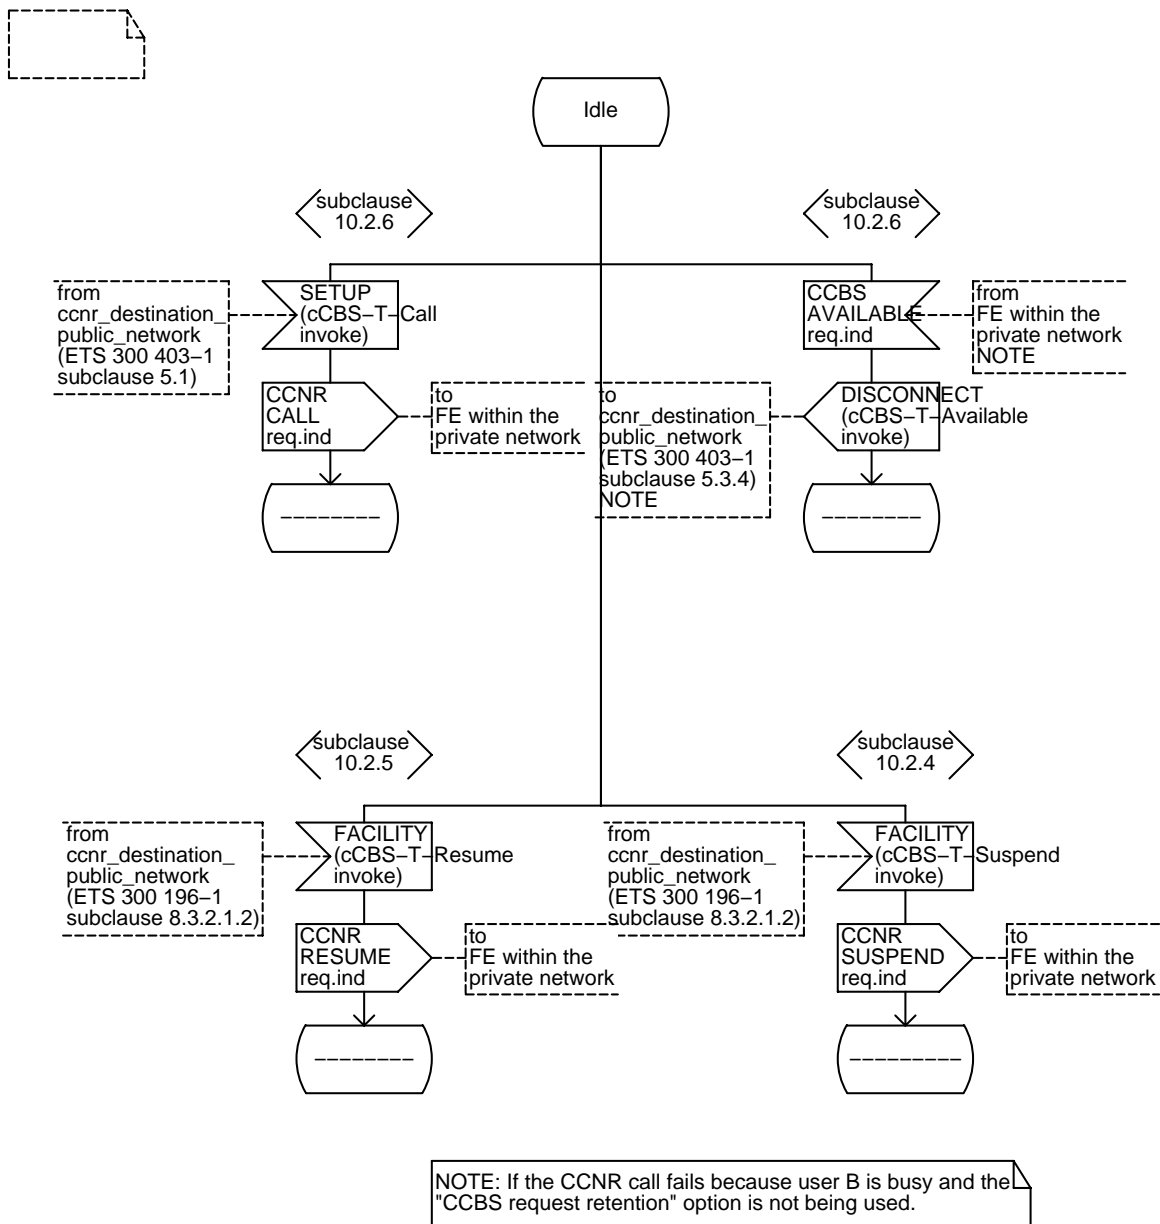 Idle
subclause
10.2.6
subclause
10.2.6
from
ccnr_destination_
public_network
(ETS 300 403−1
subclause 5.1)
SETUP
(cCBS−T−Call
invoke)
CCBS
AVAILABLE
req.ind
from
FE within the
private network
NOTE
CCNR
CALL
req.ind
to
FE within the
private network
to
ccnr_destination_
public_network
(ETS 300 403−1
subclause 5.3.4)
NOTE
DISCONNECT
(cCBS−T−Available
invoke)
−−−−−−−−
−−−−−−−−
subclause
10.2.5
subclause
10.2.4
from
ccnr_destination_
public_network
(ETS 300 196−1
subclause 8.3.2.1.2)
FACILITY
(cCBS−T−Resume
invoke)
from
ccnr_destination_
public_network
(ETS 300 196−1
subclause 8.3.2.1.2)
FACILITY
(cCBS−T−Suspend
invoke)
CCNR
RESUME
req.ind
to
FE within the
private network
CCNR
SUSPEND
req.ind
to
FE within the
private network
−−−−−−−−
−−−−−−−−
NOTE: If the CCNR call fails because user B is busy and the
"CCBS request retention" option is not being used.